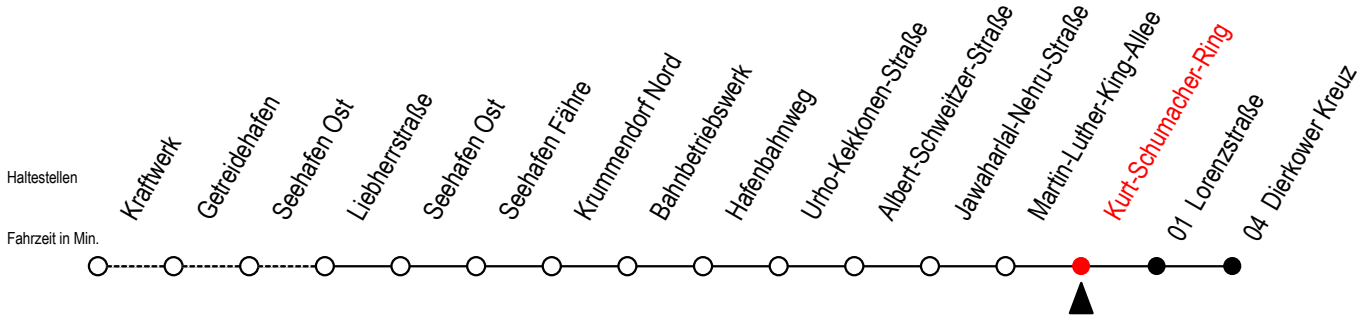 Haltestellen
Kraftwerk
Getreidehafen
Seehafen Ost
Liebherrstraße
Seehafen Ost
Seehafen Fähre
Krummendorf Nord
Bahnbetriebswerk
Hafenbahnweg
Urho-Kekkonen-Straße
Albert-Schweitzer-Straße
Jawaharlal-Nehru-Straße
Martin-Luther-King-Allee
Kurt-Schumacher-Ring
01 Lorenzstraße
04 Dierkower Kreuz
Fahrzeit in Min.